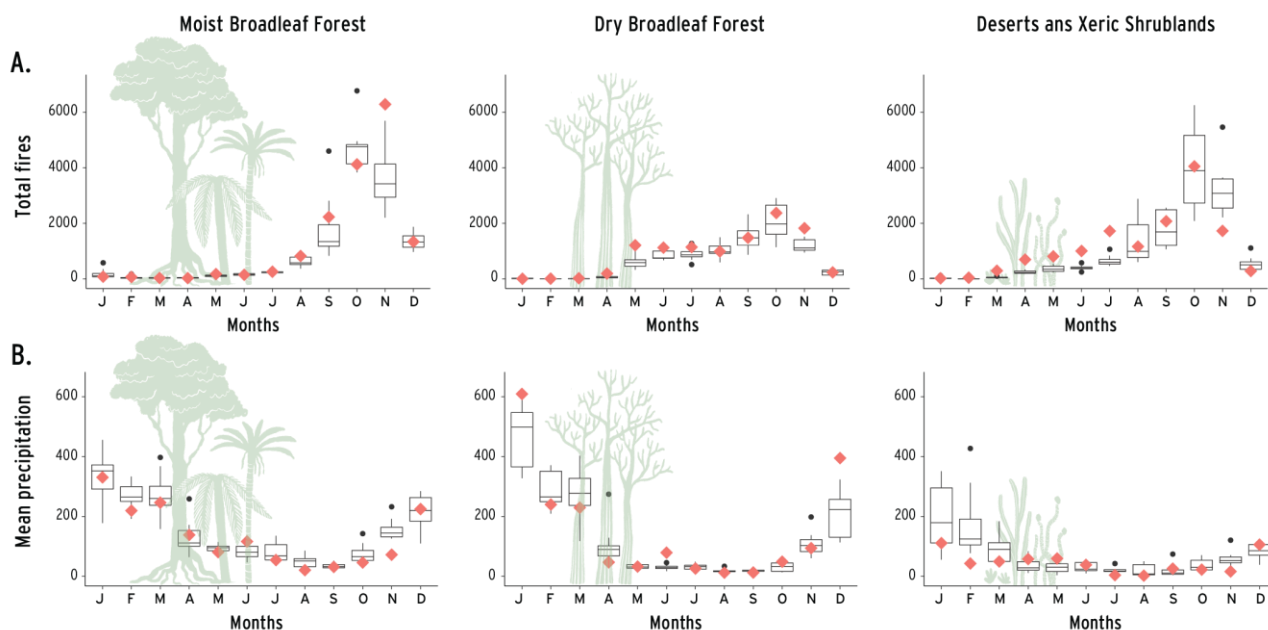 Moist Broadleaf Forest
Dry Broadleaf Forest
Deserts ans Xeric Shrublands
A.
Total fires
6000
4000
2000
0
J F M A M J J A S O N D
Months
6000
4000
2000
0
J F M A M J J A S O N D
Months
6000
4000
2000
0
J F M A M J J A S O N D
Months
B.
Mean precipitation
600
400
200
0
J F M A M J J A S O N D
Months
600
400
200
0
J F M A M J J A S O N D
Months
600
400
200
0
J F M A M J J A S O N D
Months